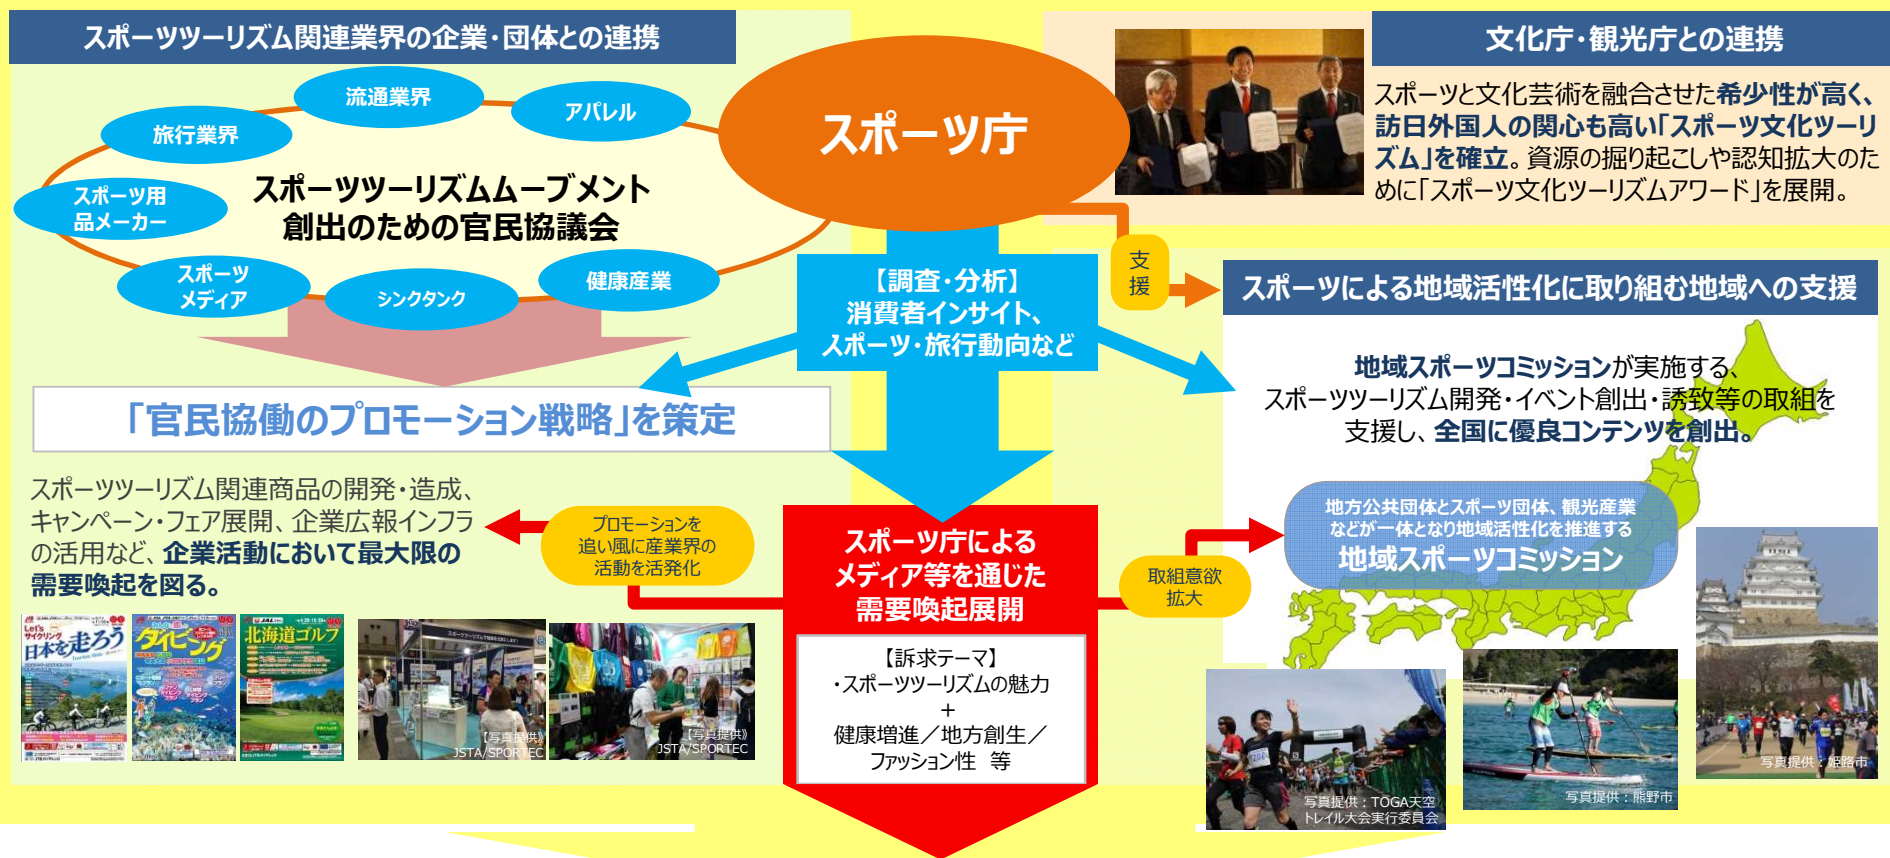 スポーツツーリズム関連業界の企業・団体との連携
流通業界
アパレル
旅行業界
スポーツ用
品メーカー
スポーツツーリズムムーブメント
創出のための官民協議会
スポーツ
メディア
シンクタンク
健康産業
スポーツ庁
文化庁・観光庁との連携
スポーツと文化芸術を融合させた希少性が高く、
訪日外国人の関心も高い「スポーツ文化ツーリ
ズム」を確立。資源の掘り起こしや認知拡大のた
めに「スポーツ文化ツーリズムアワード」を展開。
支
援
【調査・分析】
消費者インサイト、
スポーツ・旅行動向など
スポーツによる地域活性化に取り組む地域への支援
地域スポーツコミッションが実施する、
スポーツツーリズム開発・イベント創出・誘致等の取組を
支援し、全国に優良コンテンツを創出。
「官民協働のプロモーション戦略」を策定
スポーツツーリズム関連商品の開発・造成、
キャンペーン・フェア展開、企業広報インフラ
の活用など、企業活動において最大限の
需要喚起を図る。
プロモーションを
追い風に産業界の
活動を活発化
スポーツ庁による
メディア等を通じた
需要喚起展開
取組意欲
拡大
地方公共団体とスポーツ団体、観光産業
などが一体となり地域活性化を推進する
地域スポーツコミッション
【訴求テーマ】
・スポーツツーリズムの魅力
+
健康増進／地方創生／
ファッション性 等
Let's
サイクリング
日本を走ろう
ダイビング
JAL
北海道ゴルフ
【写真提供》
JSTA/SPORTEC
【写真提供》
JSTA/SPORTEC
写真提供：TOGA天空
トレイル大会実行委員会
写真提供：熊野市
写真提供：姫路市